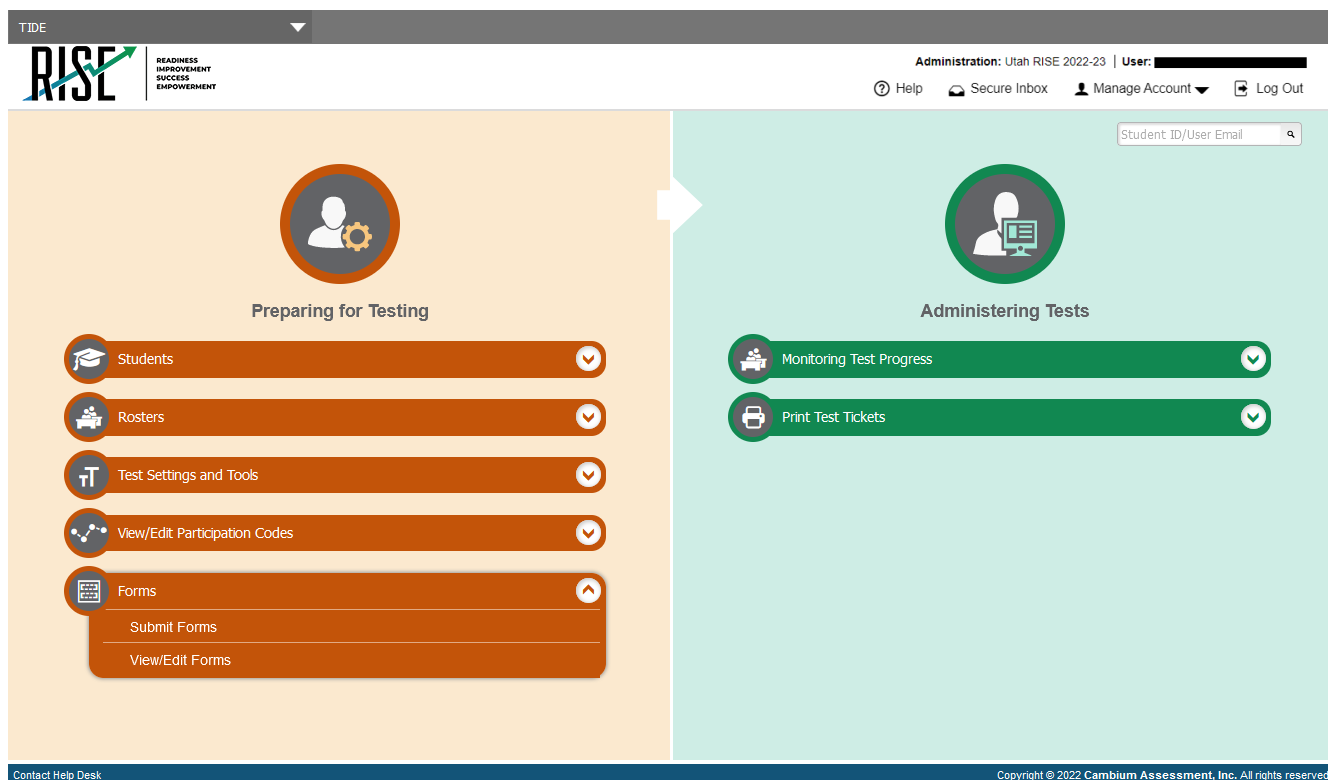 TIDE
RISE
READINESS
IMPROVEMENT
SUCCESS
EMPOWERMENT
Administration: Utah RISE 2022-23 | User:
Help
Secure Inbox
Manage Account
Log Out
Student ID/User Email
Preparing for Testing
Students
Rosters
Test Settings and Tools
View/Edit Participation Codes
Forms
Submit Forms
View/Edit Forms
Administering Tests
Monitoring Test Progress
Print Test Tickets
Contact Help Desk
Copyright © 2022 Cambium Assessment, Inc. All rights reserved